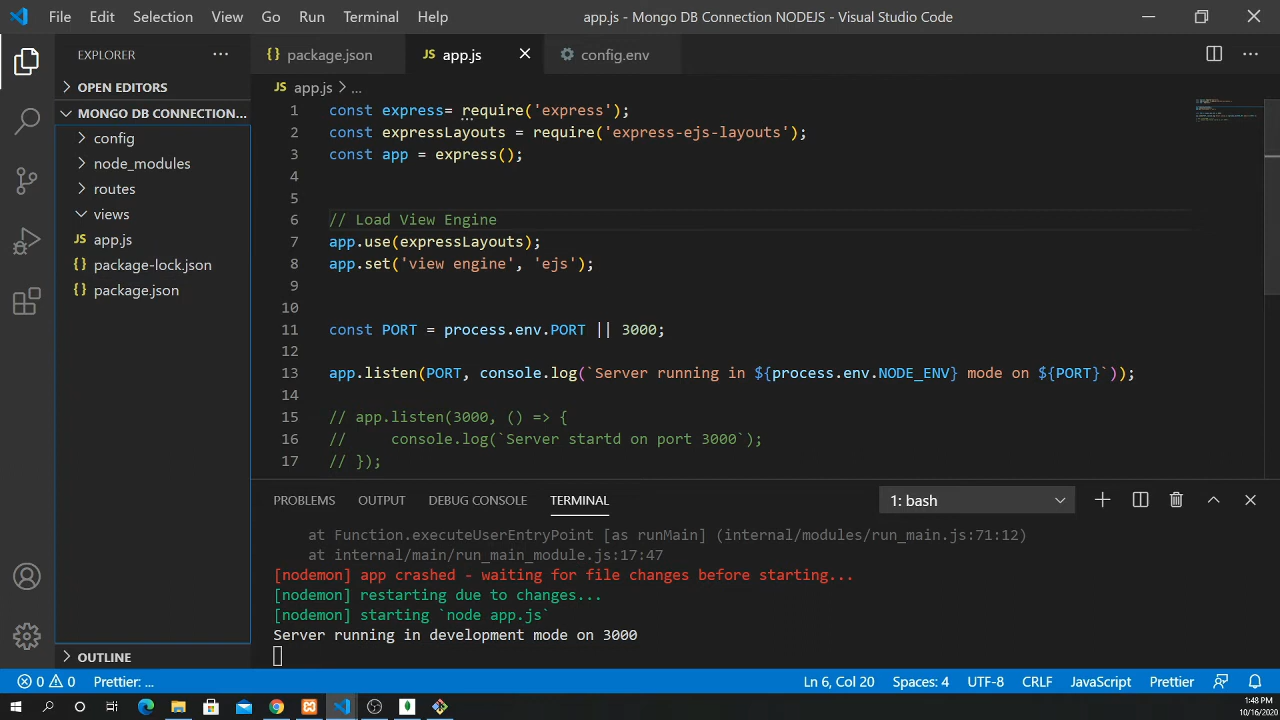 File Edit Selection View Go Run Terminal Help app.js - Mongo DB Connection NODEJS - Visual Studio Code
EXPLORER ···
OPEN EDITORS
MONGO DB CONNECTION...
config
node_modules
routes
views
JS app.js
{} package-lock.json
{} package.json
OUTLINE
{} package.json JS app.js config.env ···
JS app.js > ...
1 const express= require('express');
2 const expressLayouts = require('express-ejs-layouts');
3 const app = express();
4
5
6 // Load View Engine
7 app.use(expressLayouts);
8 app.set('view engine', 'ejs');
9
10
11 const PORT = process.env.PORT || 3000;
12
13 app.listen(PORT, console.log(`Server running in ${process.env.NODE_ENV} mode on ${PORT}`));
14
15 // app.listen(3000, () => {
16 //     console.log(`Server startd on port 3000`);
17 // });
PROBLEMS OUTPUT DEBUG CONSOLE TERMINAL 1: bash
at Function.executeUserEntryPoint [as runMain] (internal/modules/run_main.js:71:12)
at internal/main/run_main_module.js:17:47
[nodemon] app crashed - waiting for file changes before starting...
[nodemon] restarting due to changes...
[nodemon] starting `node app.js`
Server running in development mode on 3000
0 0 Prettier: ... Ln 6, Col 20 Spaces: 4 UTF-8 CRLF JavaScript Prettier
1:48 PM
10/16/2020